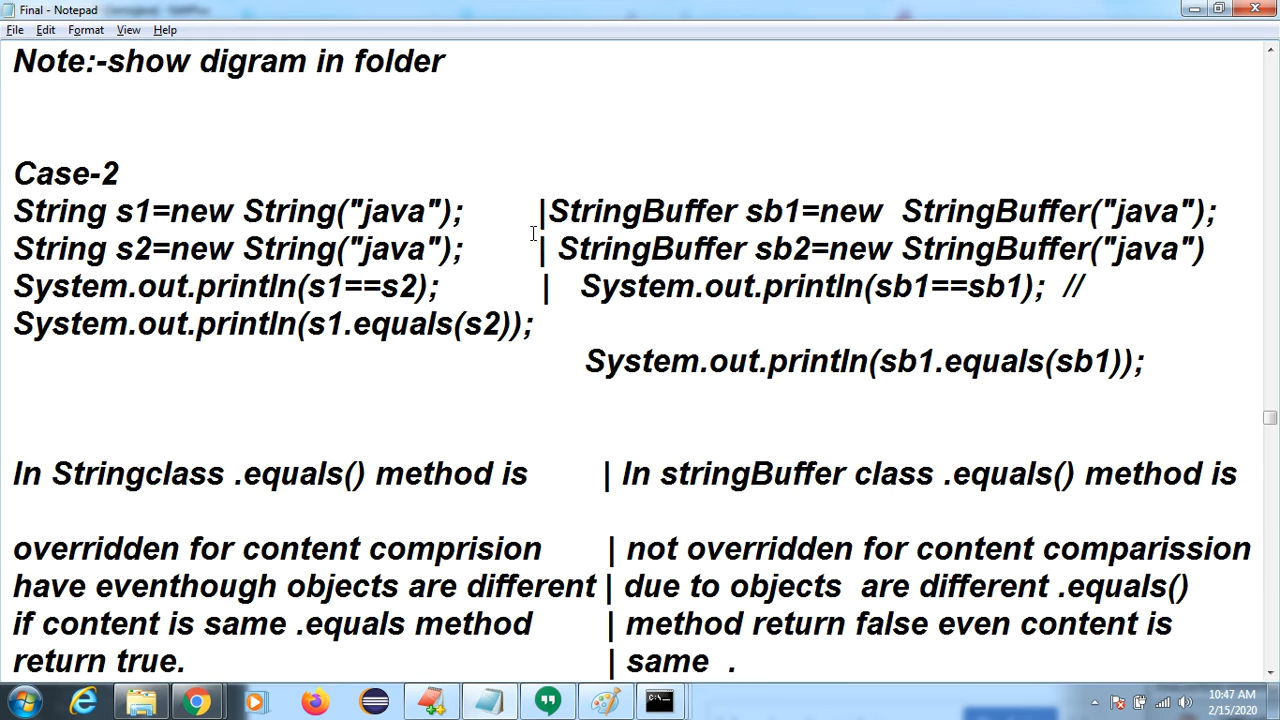 Final - Notepad
File Edit Format View Help
Note:-show digram in folder
Case-2
String s1=new String("java"); |StringBuffer sb1=new StringBuffer("java");
String s2=new String("java"); | StringBuffer sb2=new StringBuffer("java")
System.out.println(s1==s2); | System.out.println(sb1==sb1); //
System.out.println(s1.equals(s2));
System.out.println(sb1.equals(sb1));
In Stringclass .equals() method is | In stringBuffer class .equals() method is
overridden for content comprision | not overridden for content comparission
have eventhough objects are different | due to objects are different .equals()
if content is same .equals method | method return false even content is
return true. | same .
10:47 AM
2/15/2020